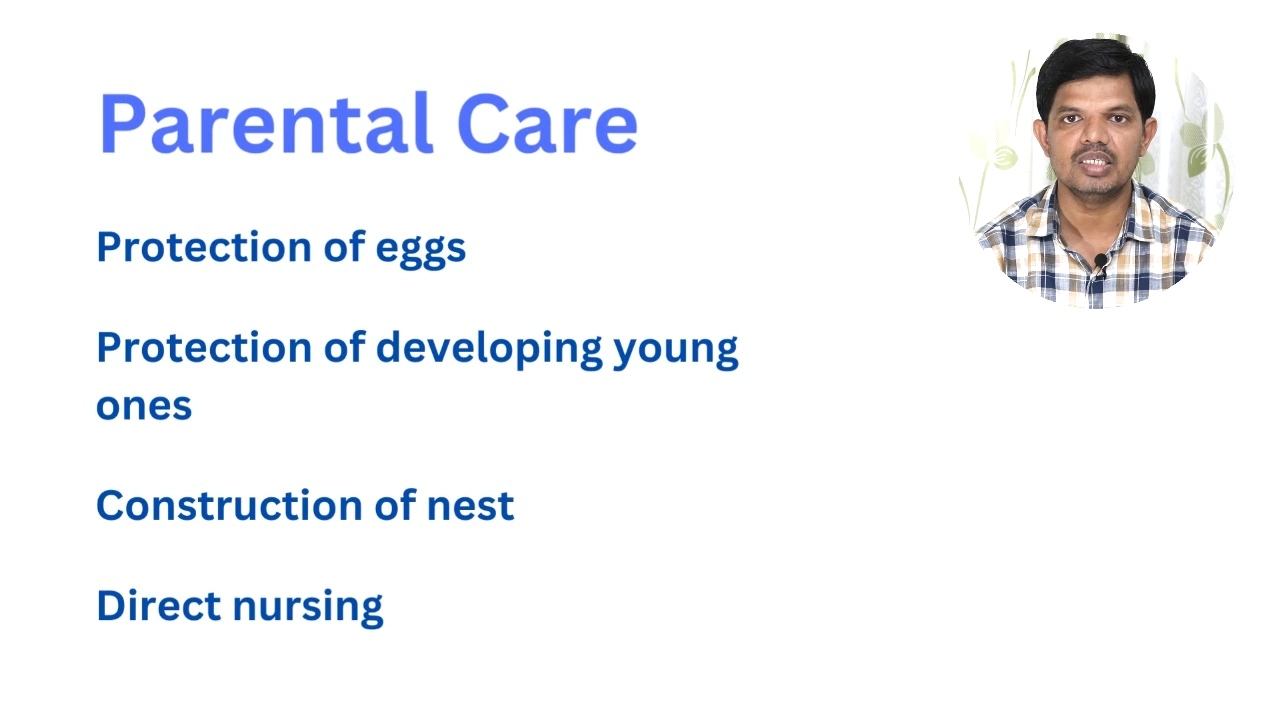 Parental Care
Protection of eggs
Protection of developing young
ones
Construction of nest
Direct nursing